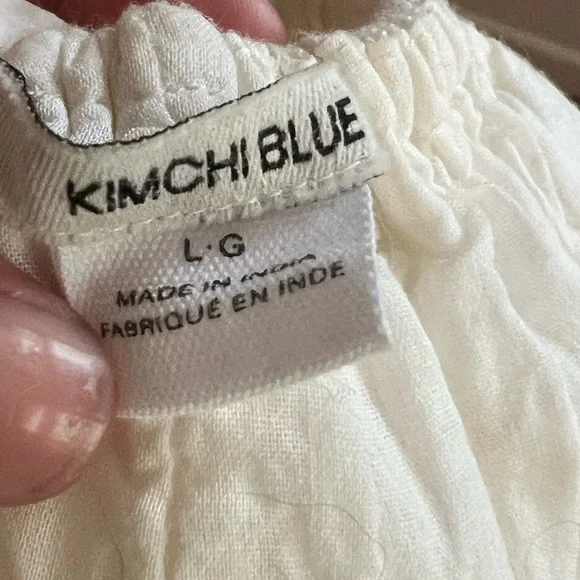 KIMCHI BLUE
L·G
MADE IN INDIA
FABRIQUÉ EN INDE